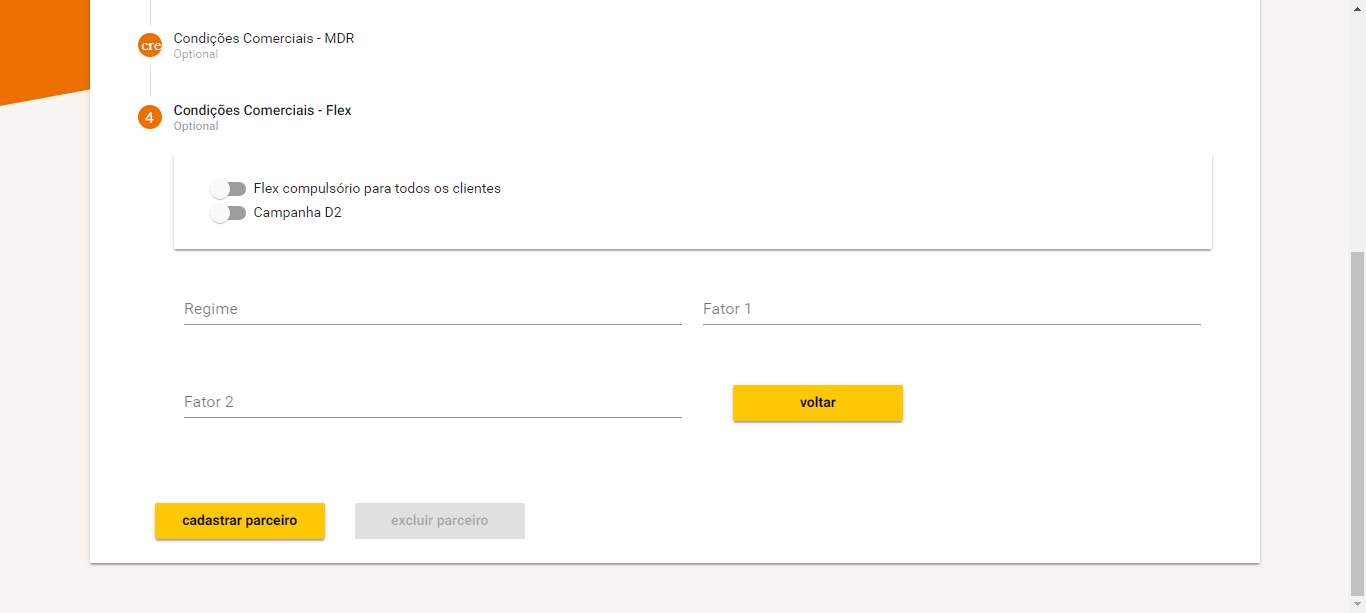 cre
Condições Comerciais - MDR
Optional
4
Condições Comerciais - Flex
Optional
Flex compulsório para todos os clientes
Campanha D2
Regime
Fator 1
Fator 2
voltar
cadastrar parceiro
excluir parceiro